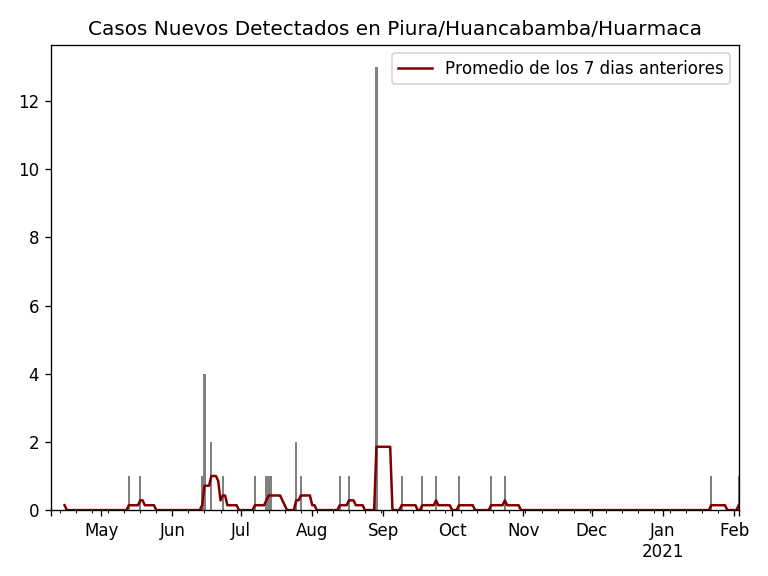 Casos Nuevos Detectados en Piura/Huancabamba/Huarmaca
Promedio de los 7 dias anteriores
12
10
8
6
4
2
0
May Jun Jul Aug Sep Oct Nov Dec Jan Feb
2021